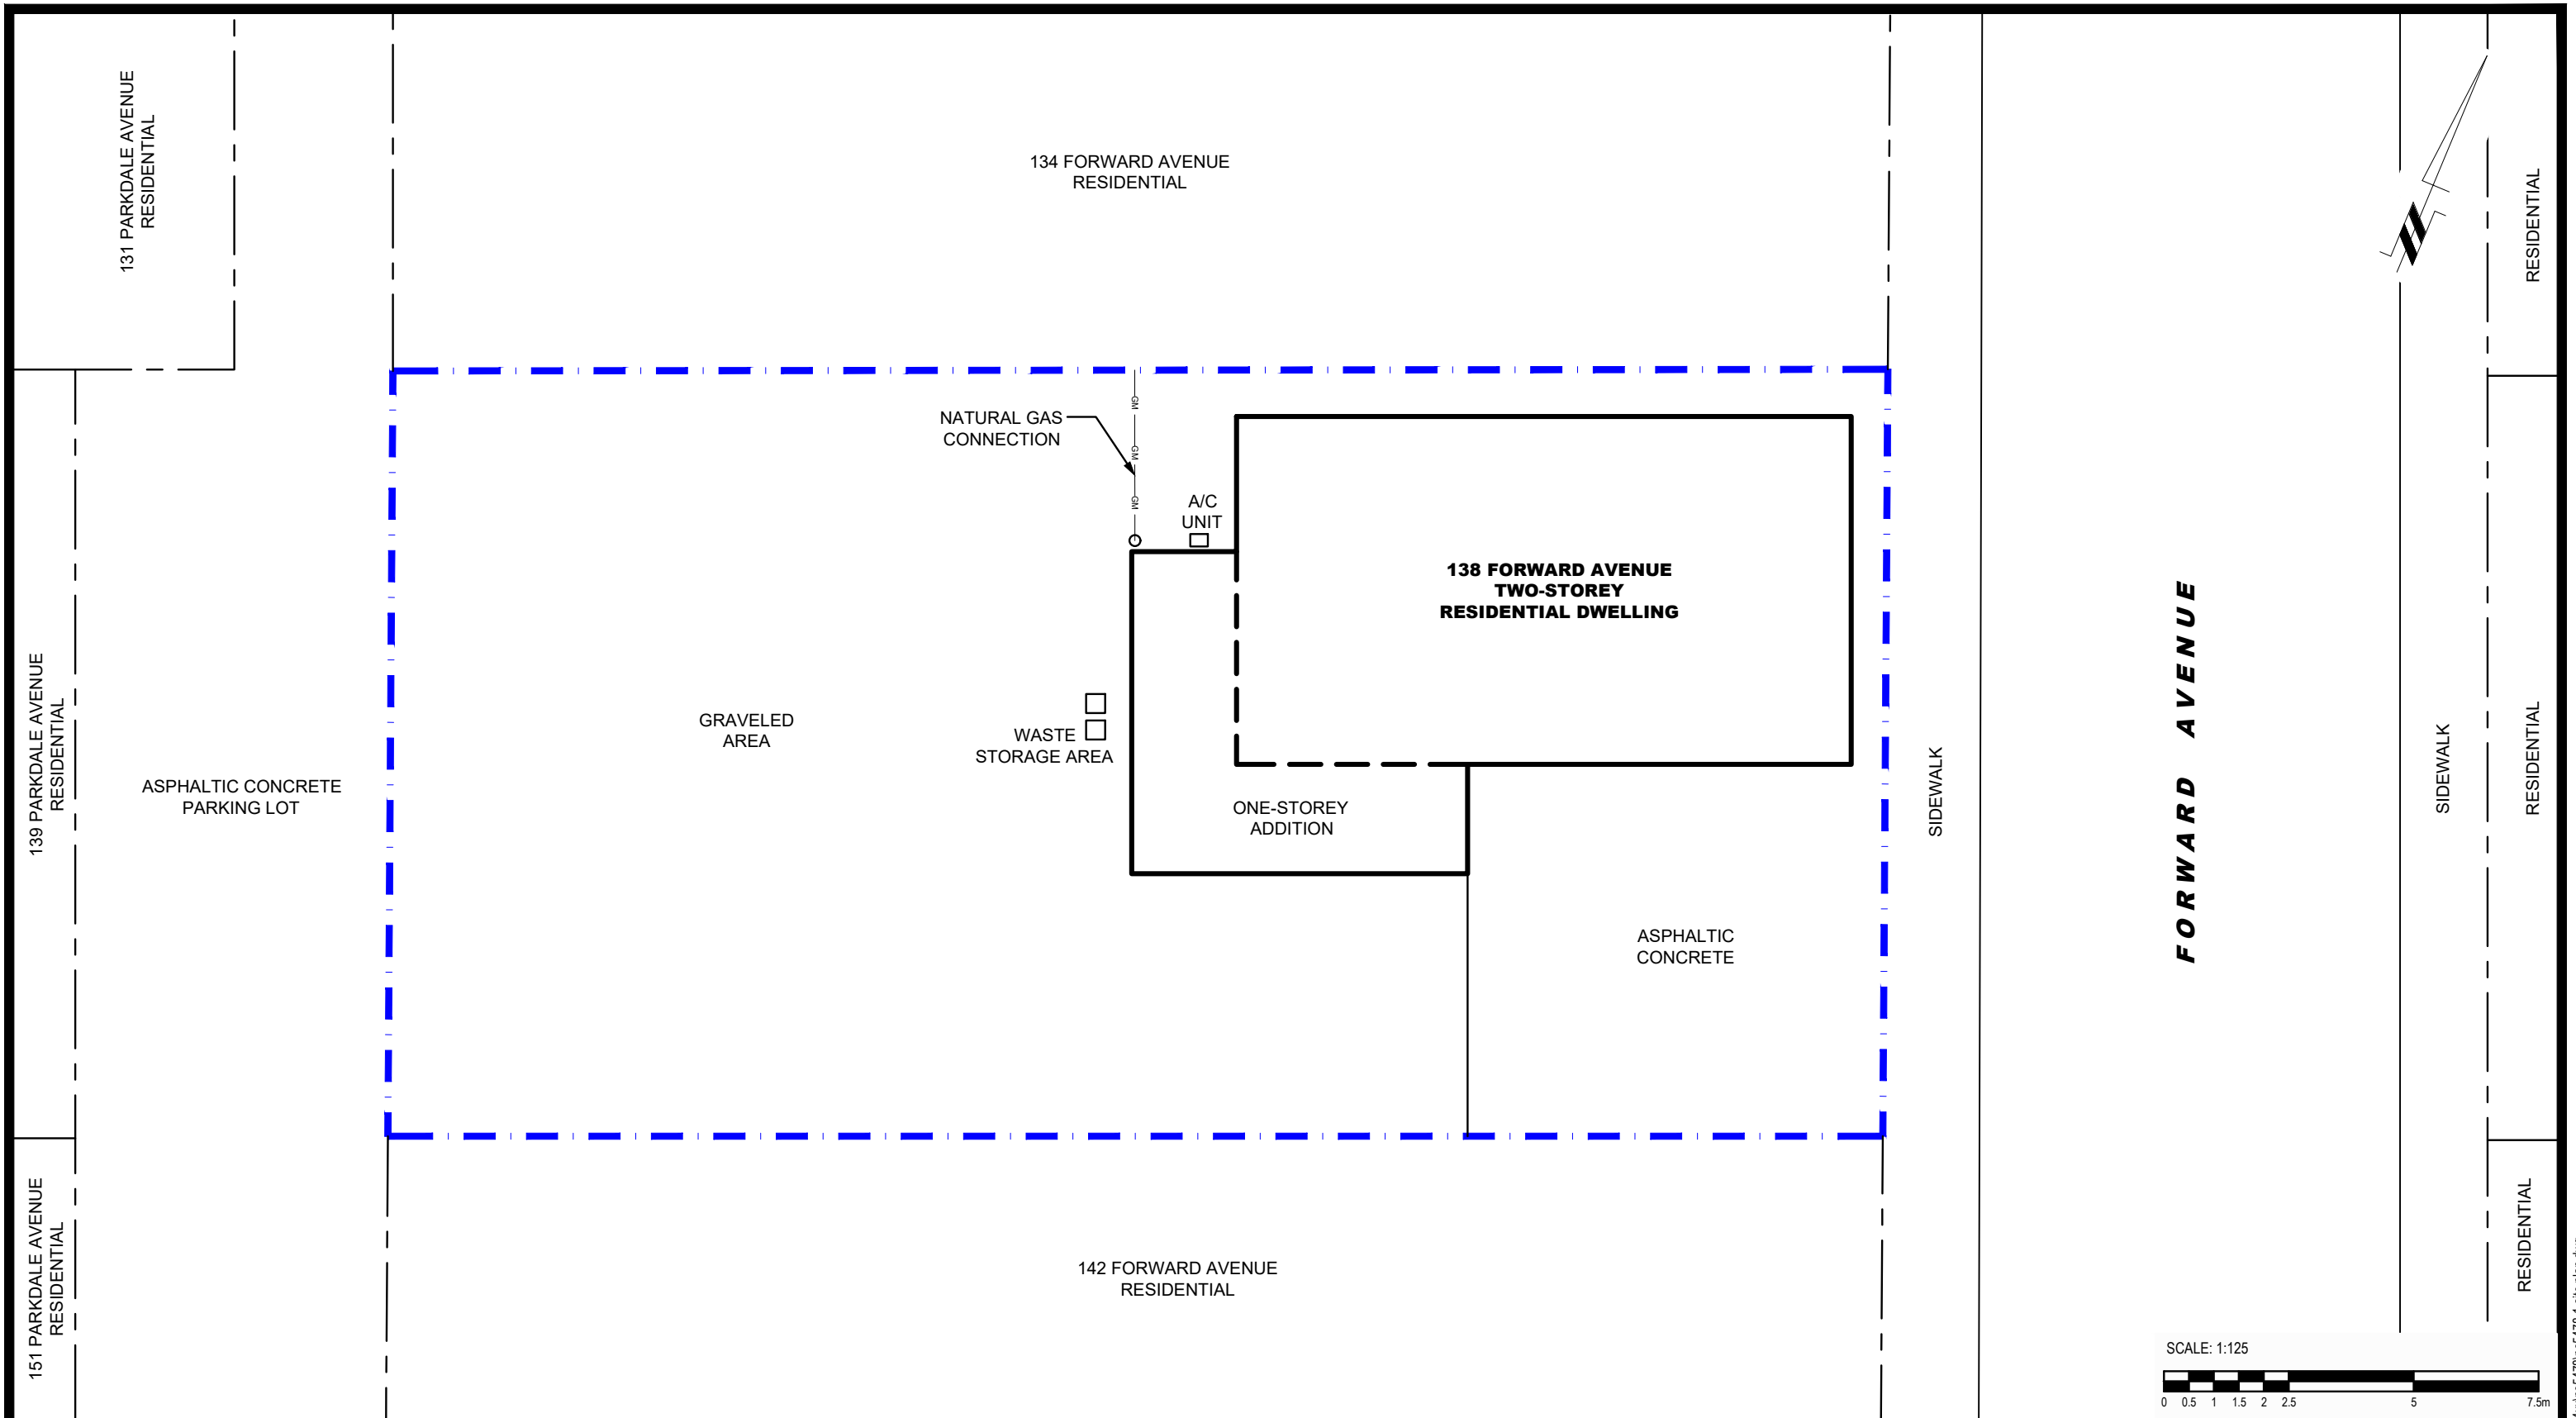 131 PARKDALE AVENUE
RESIDENTIAL
134 FORWARD AVENUE
RESIDENTIAL
RESIDENTIAL
N
NATURAL GAS
CONNECTION
GM
GM
GM
A/C
UNIT
138 FORWARD AVENUE
TWO-STOREY
RESIDENTIAL DWELLING
139 PARKDALE AVENUE
RESIDENTIAL
ASPHALTIC CONCRETE
PARKING LOT
GRAVELED
AREA
WASTE
STORAGE AREA
ONE-STOREY
ADDITION
ASPHALTIC
CONCRETE
SIDEWALK
FORWARD AVENUE
SIDEWALK
RESIDENTIAL
151 PARKDALE AVENUE
RESIDENTIAL
142 FORWARD AVENUE
RESIDENTIAL
RESIDENTIAL
SCALE: 1:125
0 0.5 1 1.5 2 2.5 5 7.5m